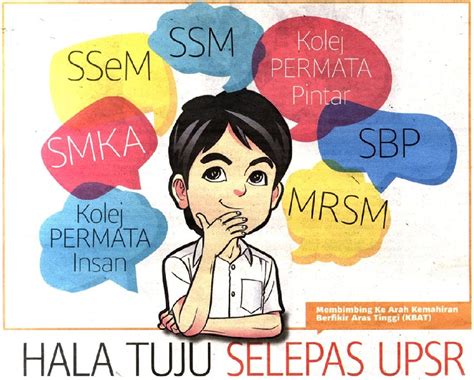 SSeM
SSM
Kolej
PERMATA
Pintar
SMKA
SBP
Kolej
PERMATA
Insan
MRSM
Membimbing Ke Arah Kemahiran
Berfikir Aras Tinggi (KBAT)
HALA TUJU SELEPAS UPSR